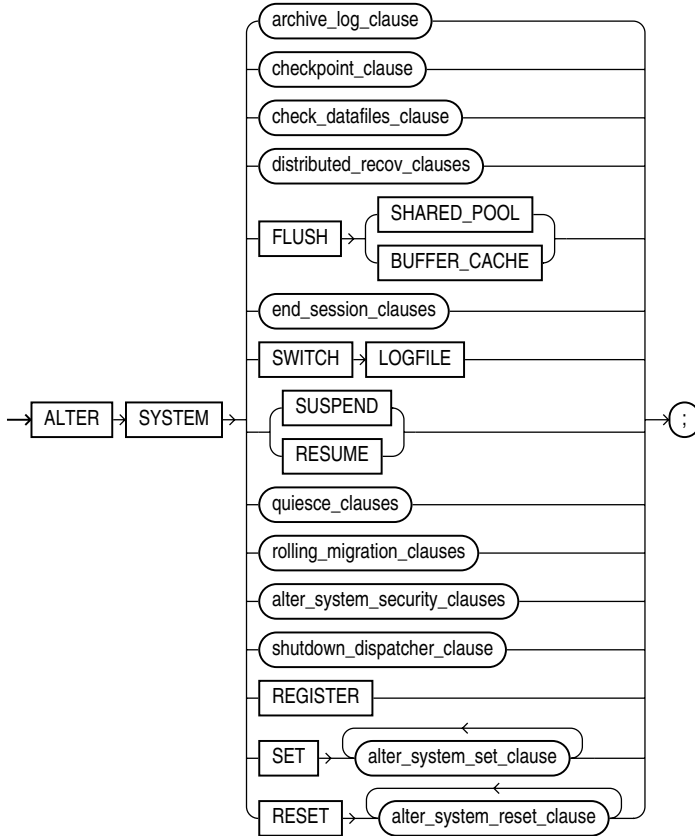 archive_log_clause
checkpoint_clause
check_datafiles_clause
distributed_recov_clauses
SHARED_POOL
FLUSH
BUFFER_CACHE
end_session_clauses
SWITCH LOGFILE
SUSPEND
ALTER SYSTEM ;
RESUME
quiesce_clauses
rolling_migration_clauses
alter_system_security_clauses
shutdown_dispatcher_clause
REGISTER
SET alter_system_set_clause
RESET alter_system_reset_clause